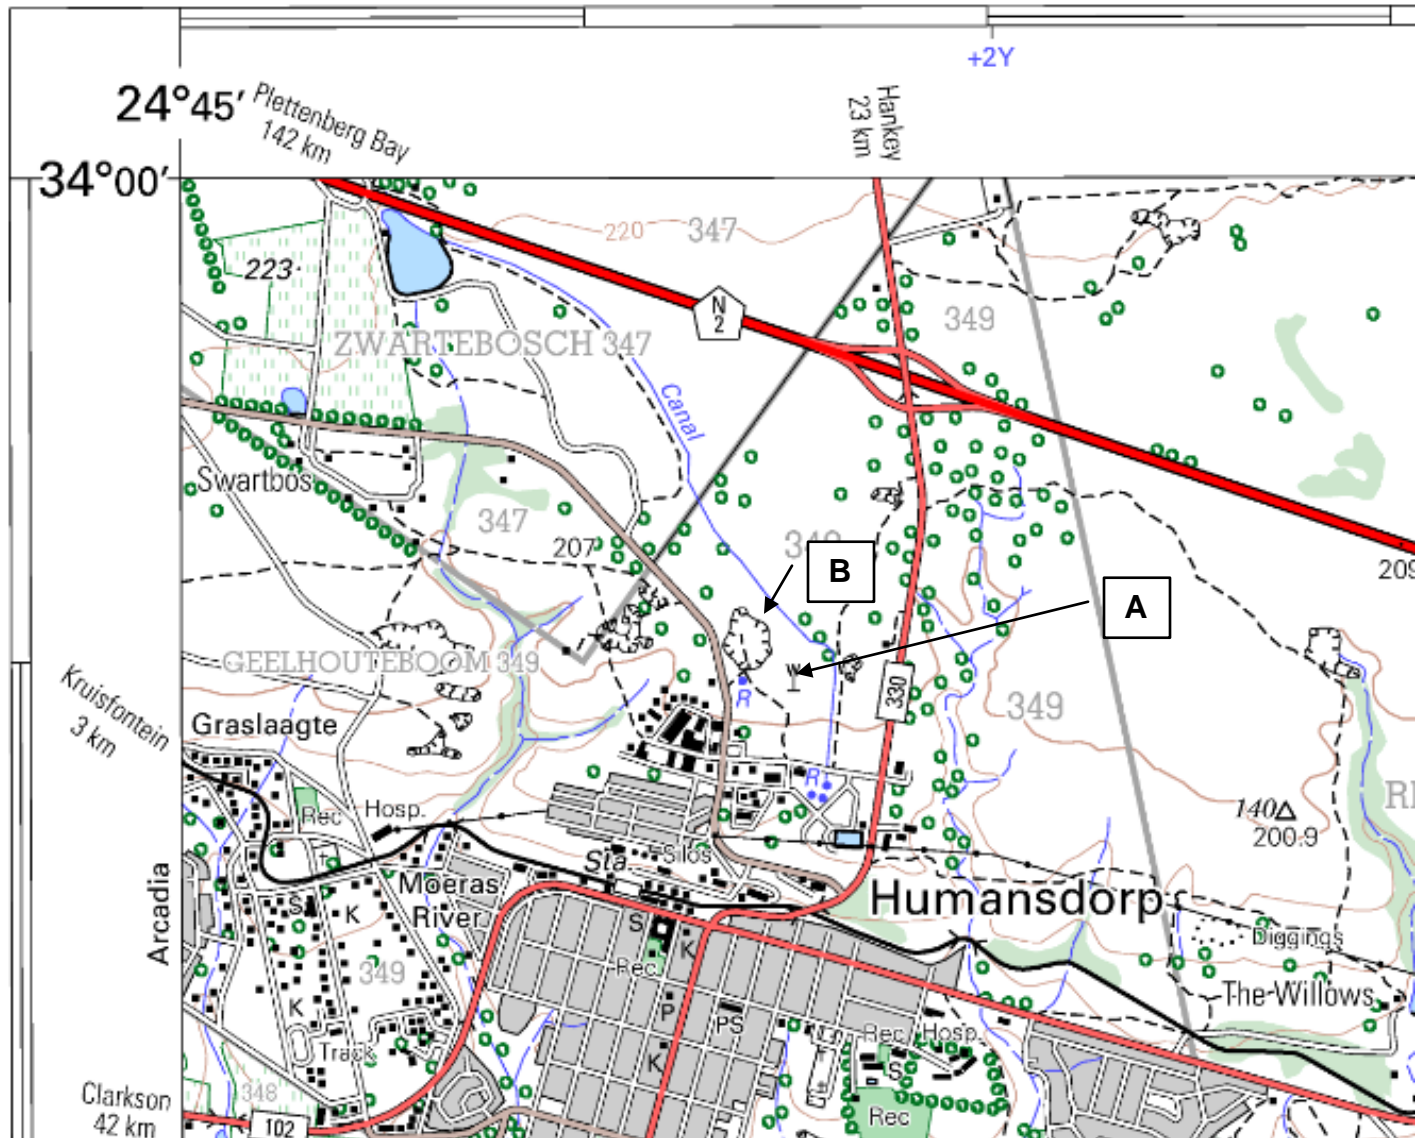 +2Y
24°45′
Plettenberg Bay
142 km
Hankey
23 km
34°00′
220
347
223
N
2
349
ZWARTEBOSCH 347
Canal
Swartbos
347
207
B
209
A
GEELHOUTEBOOM 349
Kruisfontein
3 km
R
330
349
Graslaagte
R
Rec
Hosp.
140
200.9
Sta
Silos
Moeras
River
Humansdorp
Arcadia
S
K
S
K
Diggings
Rec
349
The Willows
K
P
PS
Rec
Hosp
Track
K
S
Clarkson
42 km
348
102
Rec